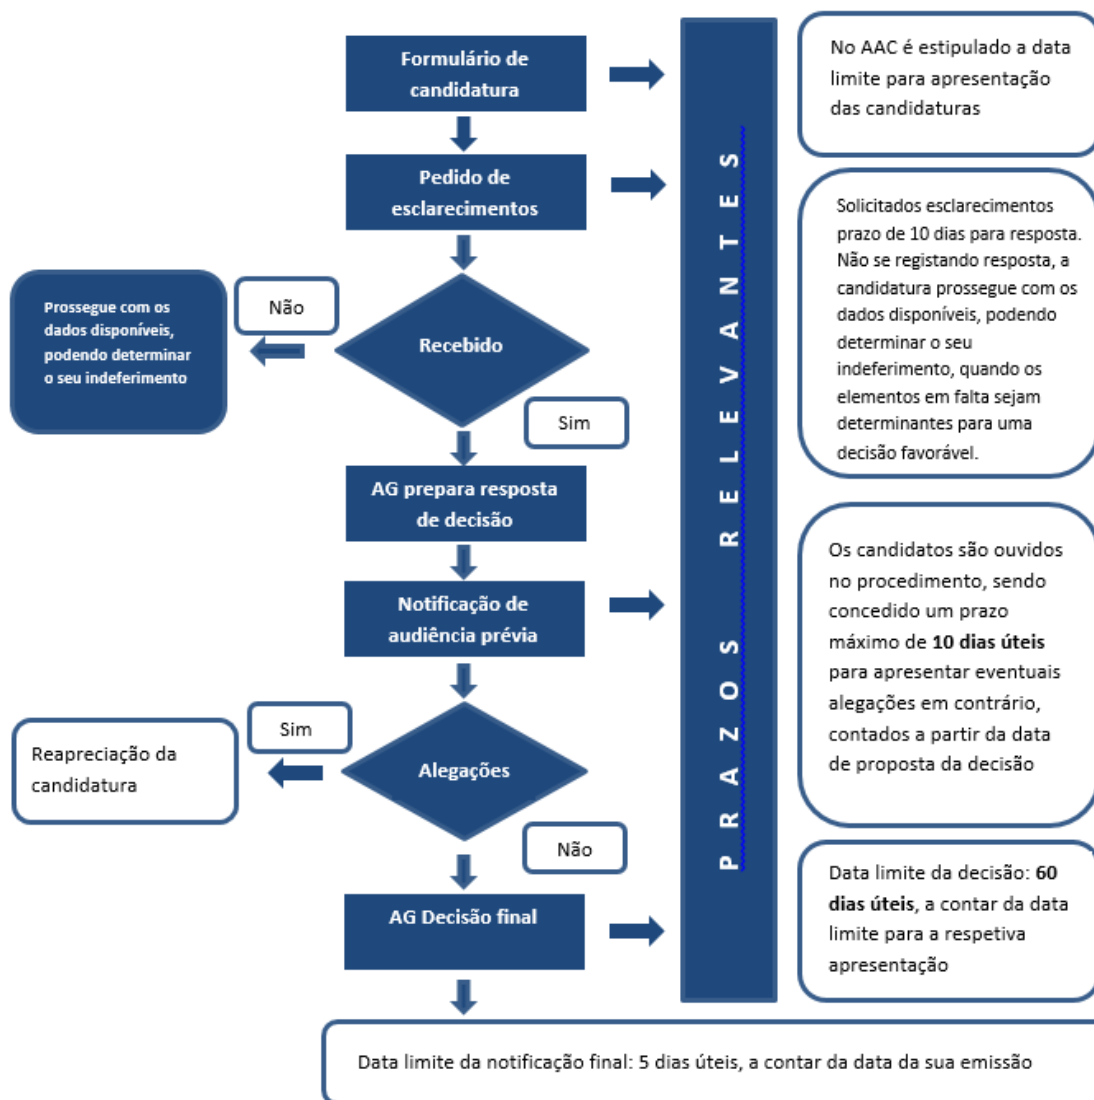 Formulário de
candidatura
No AAC é estipulado a data
limite para apresentação
das candidaturas
Pedido de
esclarecimentos
Solicitados esclarecimentos
prazo de 10 dias para resposta.
Não se registando resposta, a
candidatura prossegue com os
dados disponíveis, podendo
determinar o seu
indeferimento, quando os
elementos em falta sejam
determinantes para uma
decisão favorável.
Recebido
Não
Prossegue com os
dados disponíveis,
podendo determinar
o seu indeferimento
Sim
AG prepara resposta
de decisão
Notificação de
audiência prévia
Os candidatos são ouvidos
no procedimento, sendo
concedido um prazo
máximo de 10 dias úteis
para apresentar eventuais
alegações em contrário,
contados a partir da data
de proposta da decisão
Alegações
Sim
Reapreciação da
candidatura
Não
AG Decisão final
Data limite da decisão: 60
dias úteis, a contar da data
limite para a respetiva
apresentação
PRAZOS RELEVANTES
Data limite da notificação final: 5 dias úteis, a contar da data da sua emissão